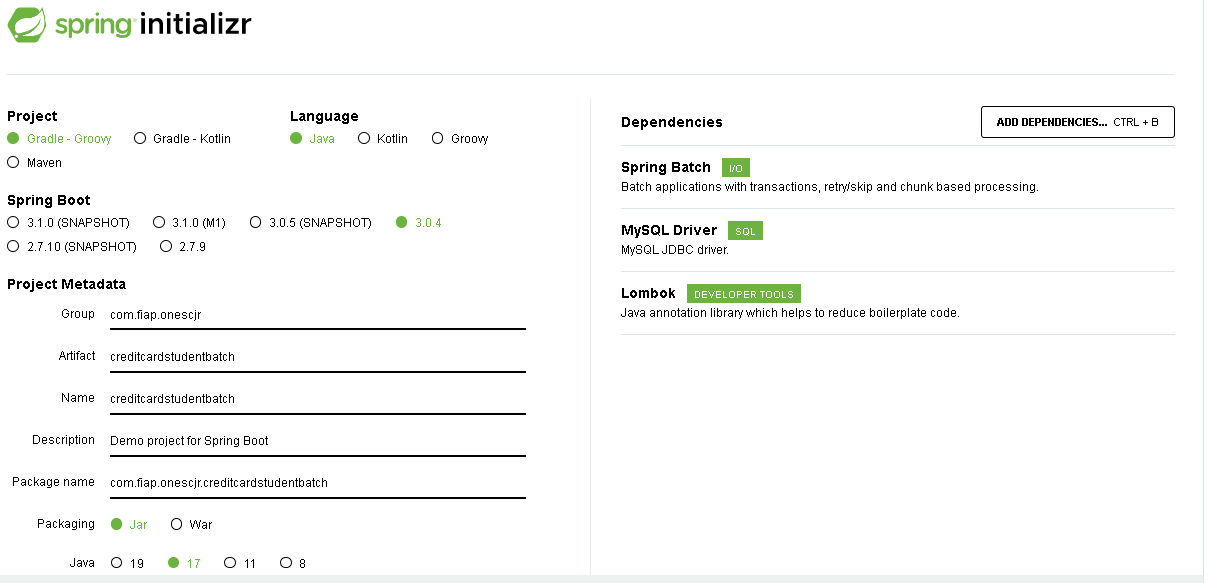 spring initializr
Project
Gradle - Groovy Gradle - Kotlin
Maven
Language
Java Kotlin Groovy
Spring Boot
3.1.0 (SNAPSHOT) 3.1.0 (M1) 3.0.5 (SNAPSHOT) 3.0.4
2.7.10 (SNAPSHOT) 2.7.9
Project Metadata
Group com.fiap.onescjr
Artifact creditcardstudentbatch
Name creditcardstudentbatch
Description Demo project for Spring Boot
Package name com.fiap.onescjr.creditcardstudentbatch
Packaging Jar War
Java 19 17 11 8
Dependencies
ADD DEPENDENCIES... CTRL + B
Spring Batch I/O
Batch applications with transactions, retry/skip and chunk based processing.
MySQL Driver SQL
MySQL JDBC driver.
Lombok DEVELOPER TOOLS
Java annotation library which helps to reduce boilerplate code.